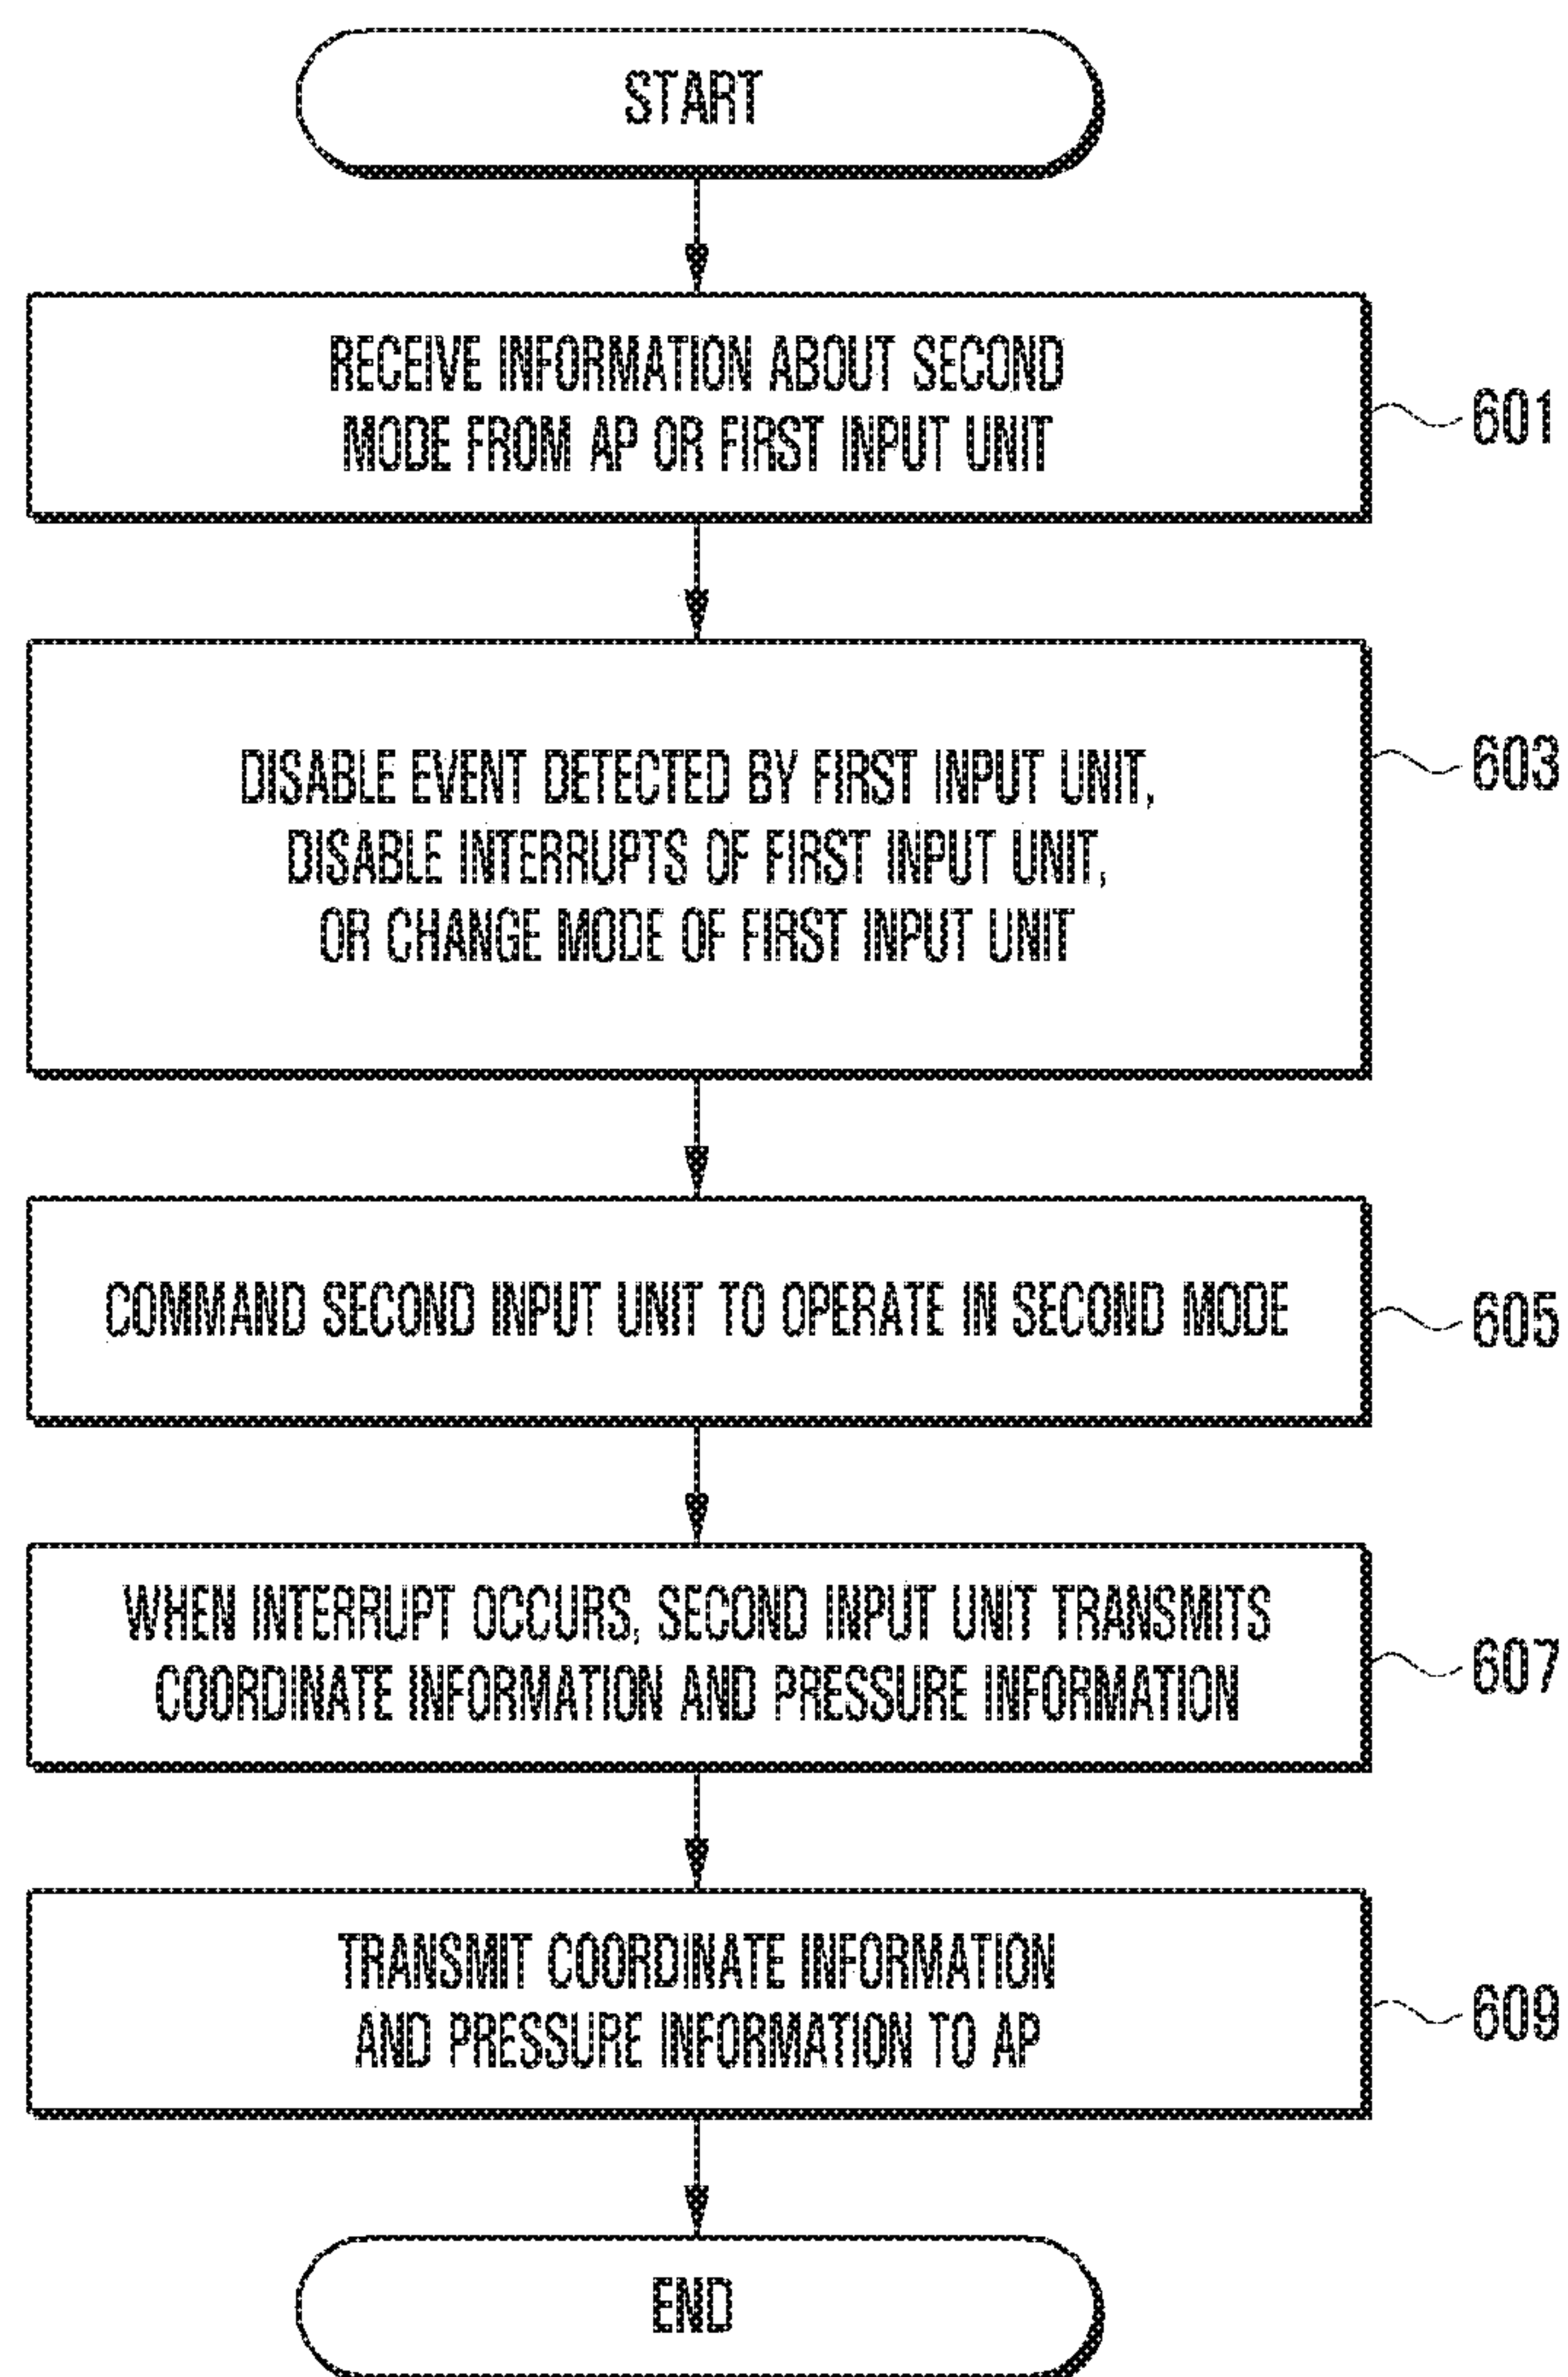 START
RECEIVE INFORMATION ABOUT SECOND
MODE FROM AP OR FIRST INPUT UNIT
601
DISABLE EVENT DETECTED BY FIRST INPUT UNIT,
DISABLE INTERRUPTS OF FIRST INPUT UNIT,
OR CHANGE MODE OF FIRST INPUT UNIT
603
COMMAND SECOND INPUT UNIT TO OPERATE IN SECOND MODE
605
WHEN INTERRUPT OCCURS, SECOND INPUT UNIT TRANSMITS
COORDINATE INFORMATION AND PRESSURE INFORMATION
607
TRANSMIT COORDINATE INFORMATION
AND PRESSURE INFORMATION TO AP
609
END